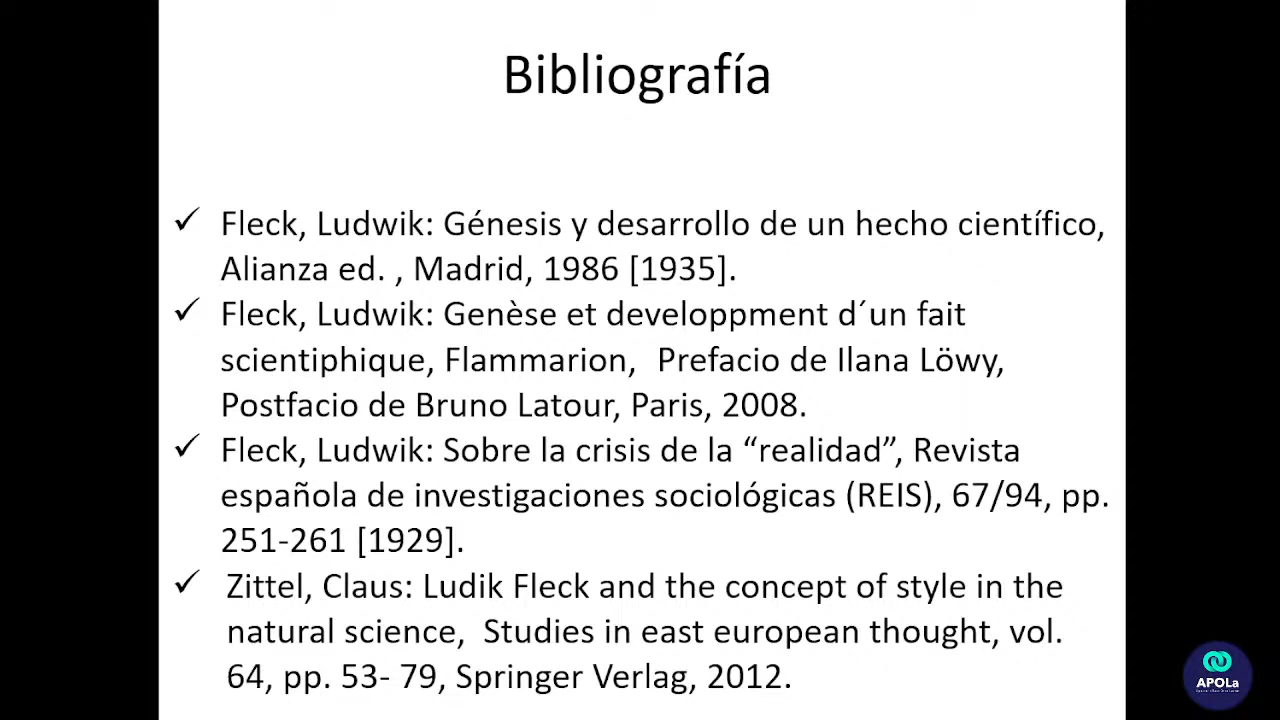 Bibliografía
✓ Fleck, Ludwik: Génesis y desarrollo de un hecho científico,
Alianza ed. , Madrid, 1986 [1935].
✓ Fleck, Ludwik: Genèse et developpment d´un fait
scientiphique, Flammarion, Prefacio de Ilana Löwy,
Postfacio de Bruno Latour, Paris, 2008.
✓ Fleck, Ludwik: Sobre la crisis de la “realidad”, Revista
española de investigaciones sociológicas (REIS), 67/94, pp.
251-261 [1929].
✓ Zittel, Claus: Ludik Fleck and the concept of style in the
natural science, Studies in east european thought, vol.
64, pp. 53- 79, Springer Verlag, 2012.
APOLa